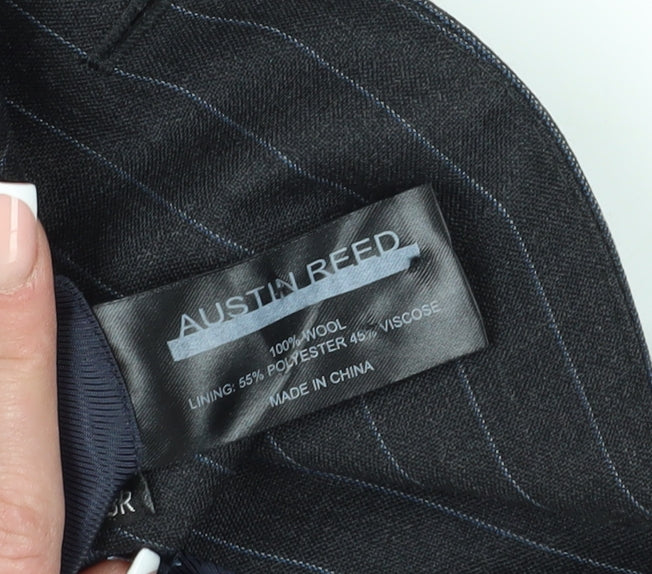 AUSTIN REED
100% WOOL
LINING: 55% POLYESTER 45% VISCOSE
MADE IN CHINA